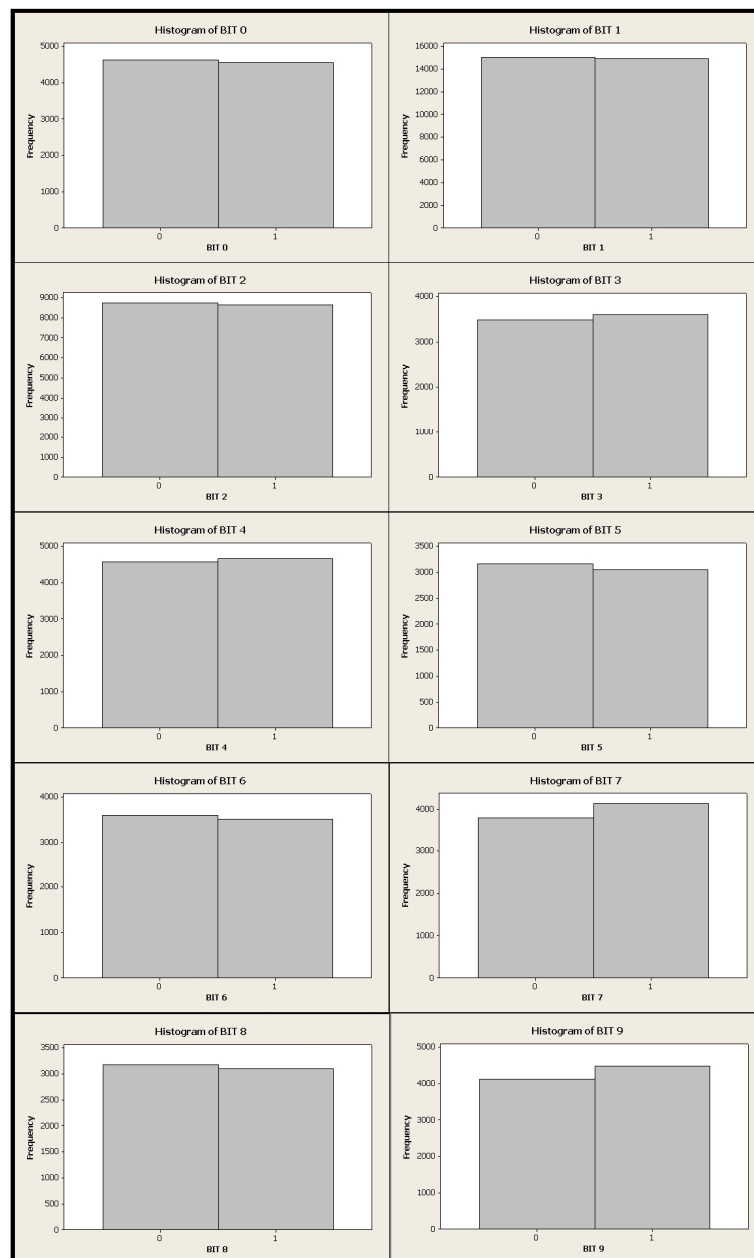 Histogram of BIT 0
Frequency
5000
4000
3000
2000
1000
0
0 1
BIT 0
Histogram of BIT 1
Frequency
16000
14000
12000
10000
8000
6000
4000
2000
0
0 1
BIT 1
Histogram of BIT 2
Frequency
9000
8000
7000
6000
5000
4000
3000
2000
1000
0
0 1
BIT 2
Histogram of BIT 3
Frequency
4000
3000
2000
1000
0
0 1
BIT 3
Histogram of BIT 4
Frequency
5000
4000
3000
2000
1000
0
0 1
BIT 4
Histogram of BIT 5
Frequency
3500
3000
2500
2000
1500
1000
500
0
0 1
BIT 5
Histogram of BIT 6
Frequency
4000
3000
2000
1000
0
0 1
BIT 6
Histogram of BIT 7
Frequency
4000
3000
2000
1000
0
0 1
BIT 7
Histogram of BIT 8
Frequency
3500
3000
2500
2000
1500
1000
500
0
0 1
BIT 8
Histogram of BIT 9
Frequency
5000
4000
3000
2000
1000
0
0 1
BIT 9